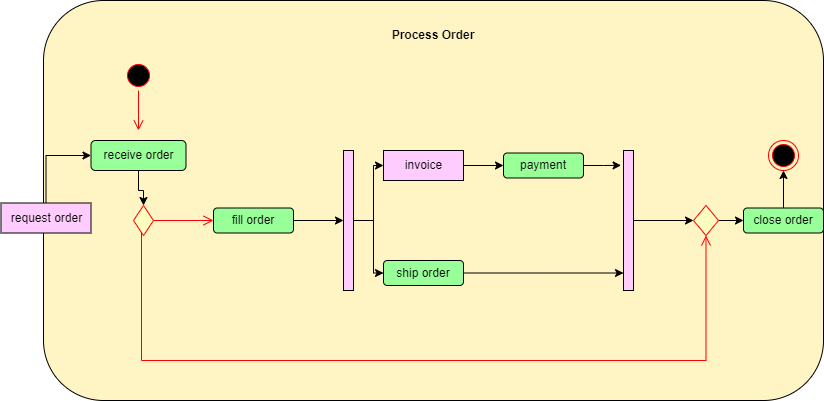 Process Order
receive order
invoice
payment
request order
fill order
close order
ship order